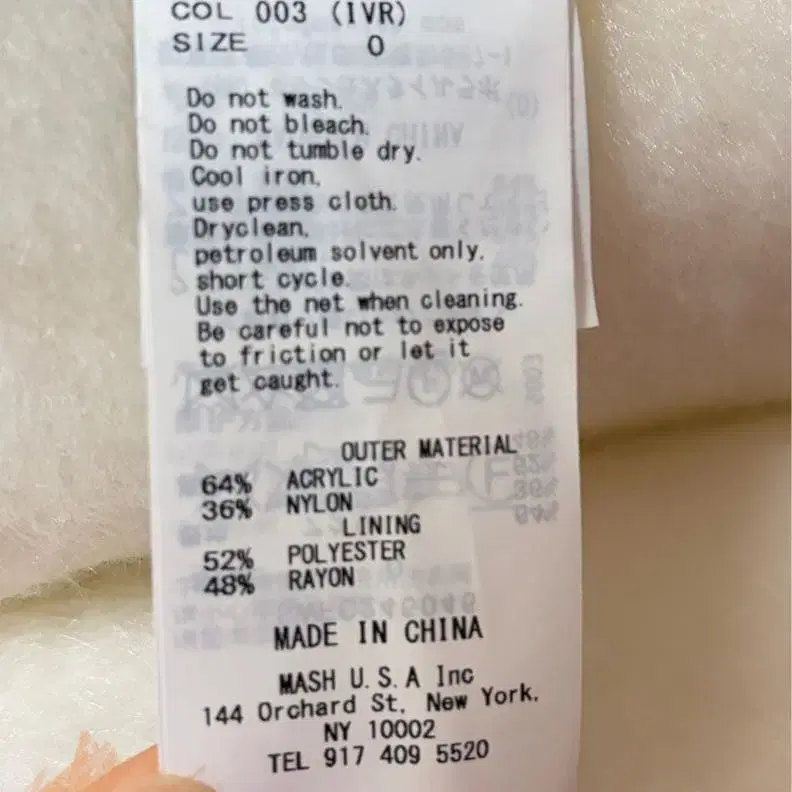 COL 003 (IVR)
SIZE 0
Do not wash.
Do not bleach.
Do not tumble dry.
Cool iron,
use press cloth.
Dryclean,
petroleum solvent only,
short cycle.
Use the net when cleaning.
Be careful not to expose
to friction or let it
get caught.
OUTER MATERIAL
64% ACRYLIC
36% NYLON
LINING
52% POLYESTER
48% RAYON
MADE IN CHINA
MASH U.S.A Inc
144 Orchard St, New York,
NY 10002
TEL 917 409 5520